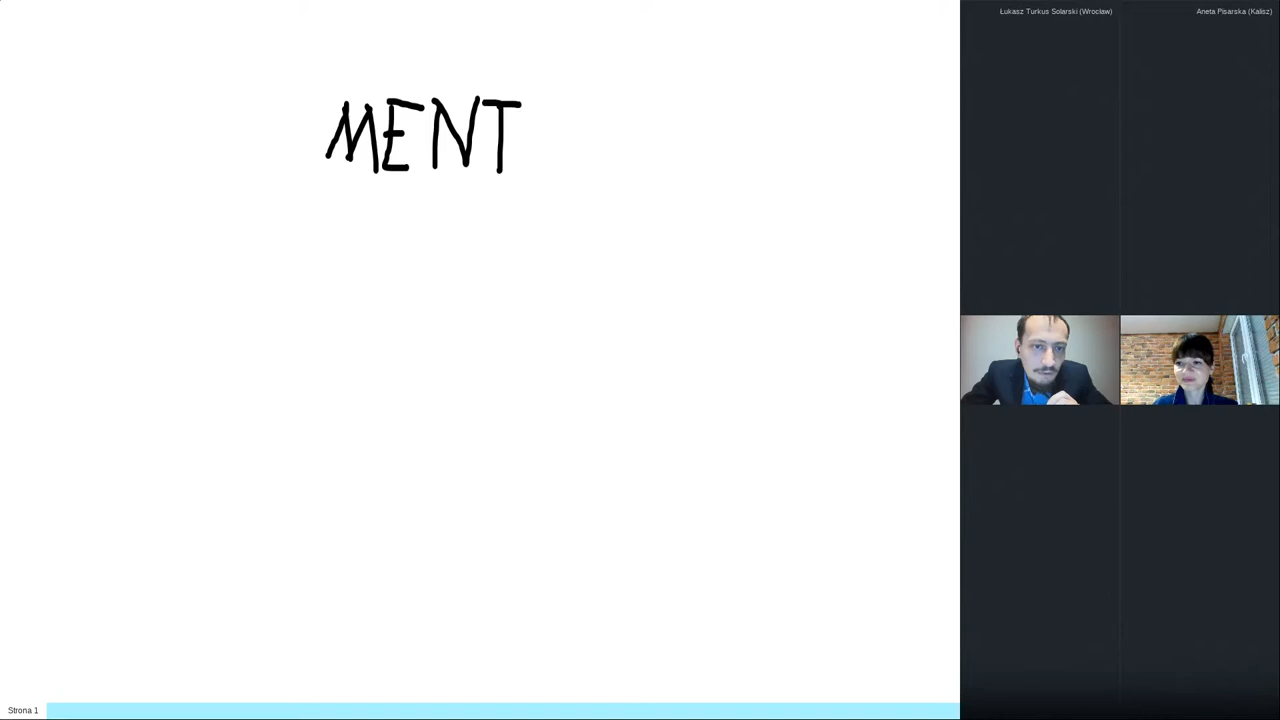 Łukasz Turkus Solarski (Wrocław)
Aneta Pisarska (Kalisz)
MENT
Strona 1